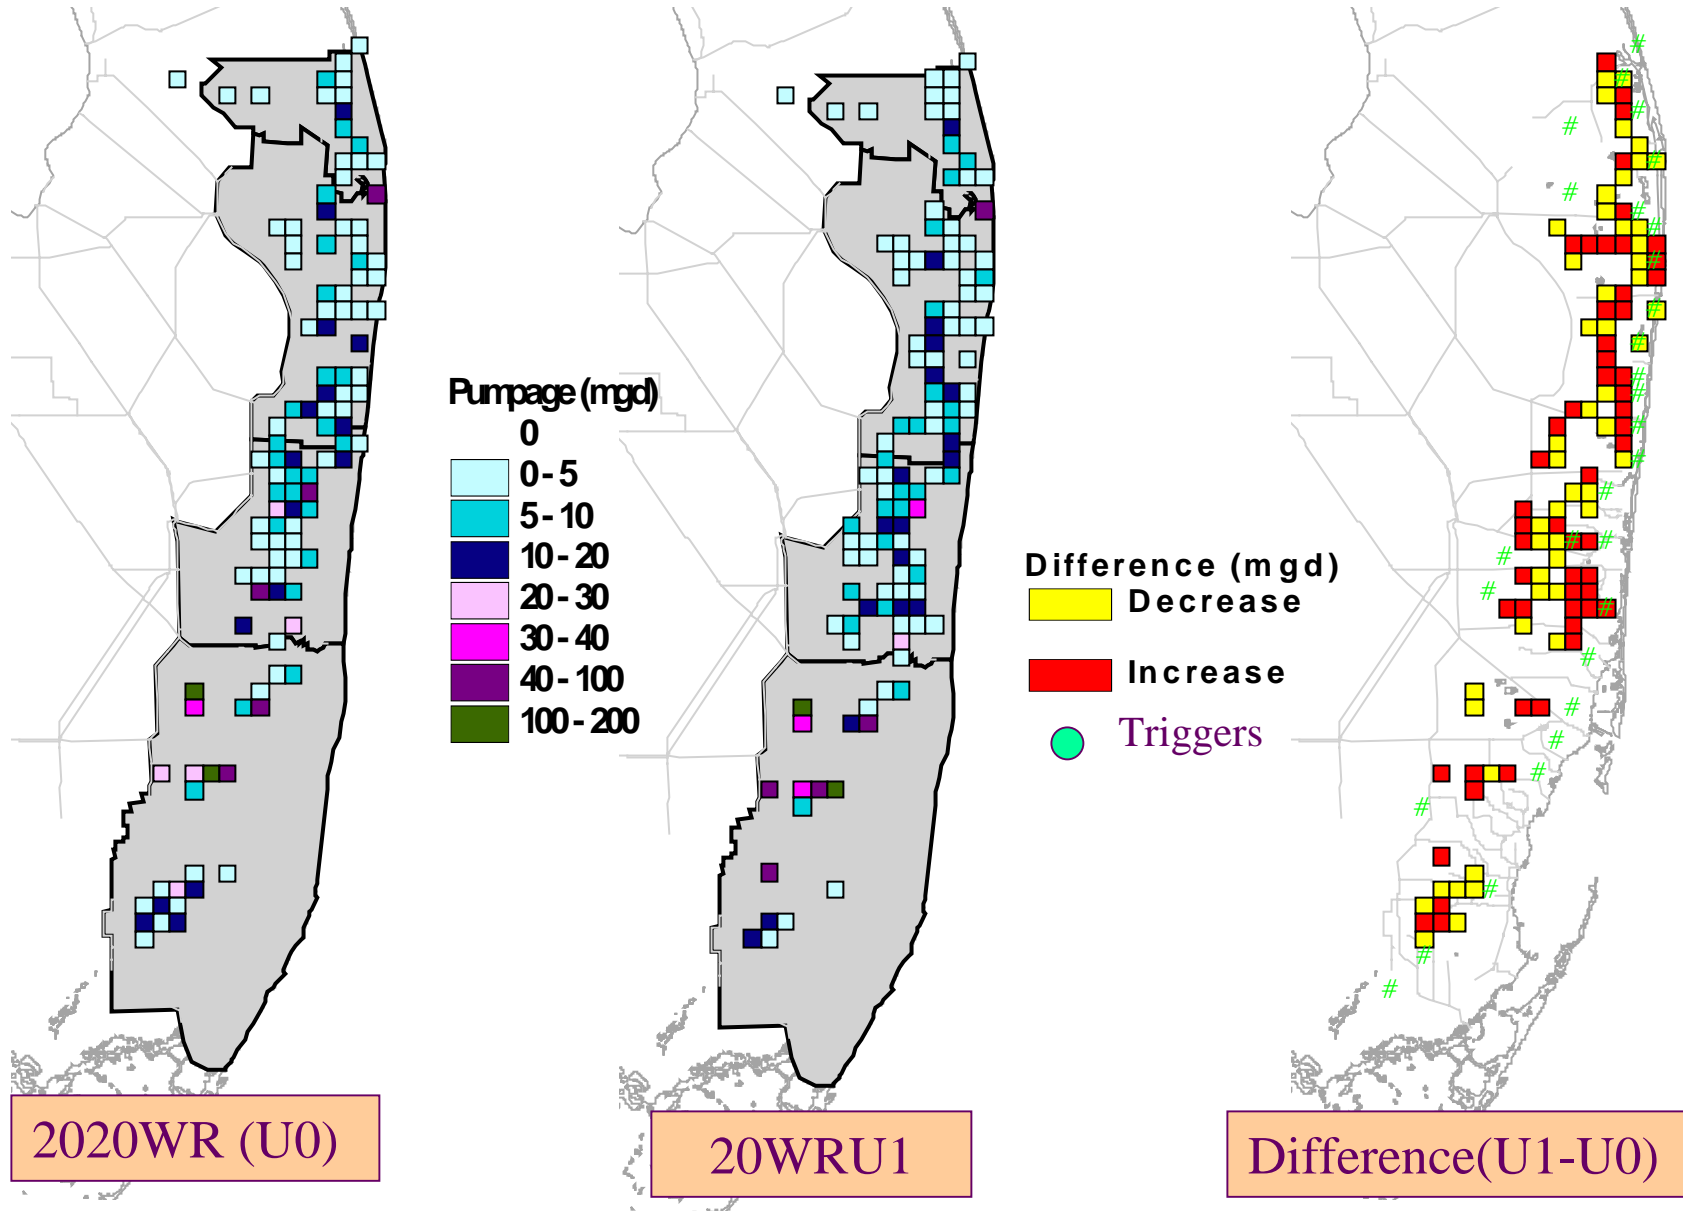 Pumpage (mgd)
0
0 - 5
5 - 10
10 - 20
20 - 30
30 - 40
40 - 100
100 - 200
Difference (mgd)
Decrease
Increase
Triggers
2020WR (U0)
20WRU1
Difference(U1-U0)